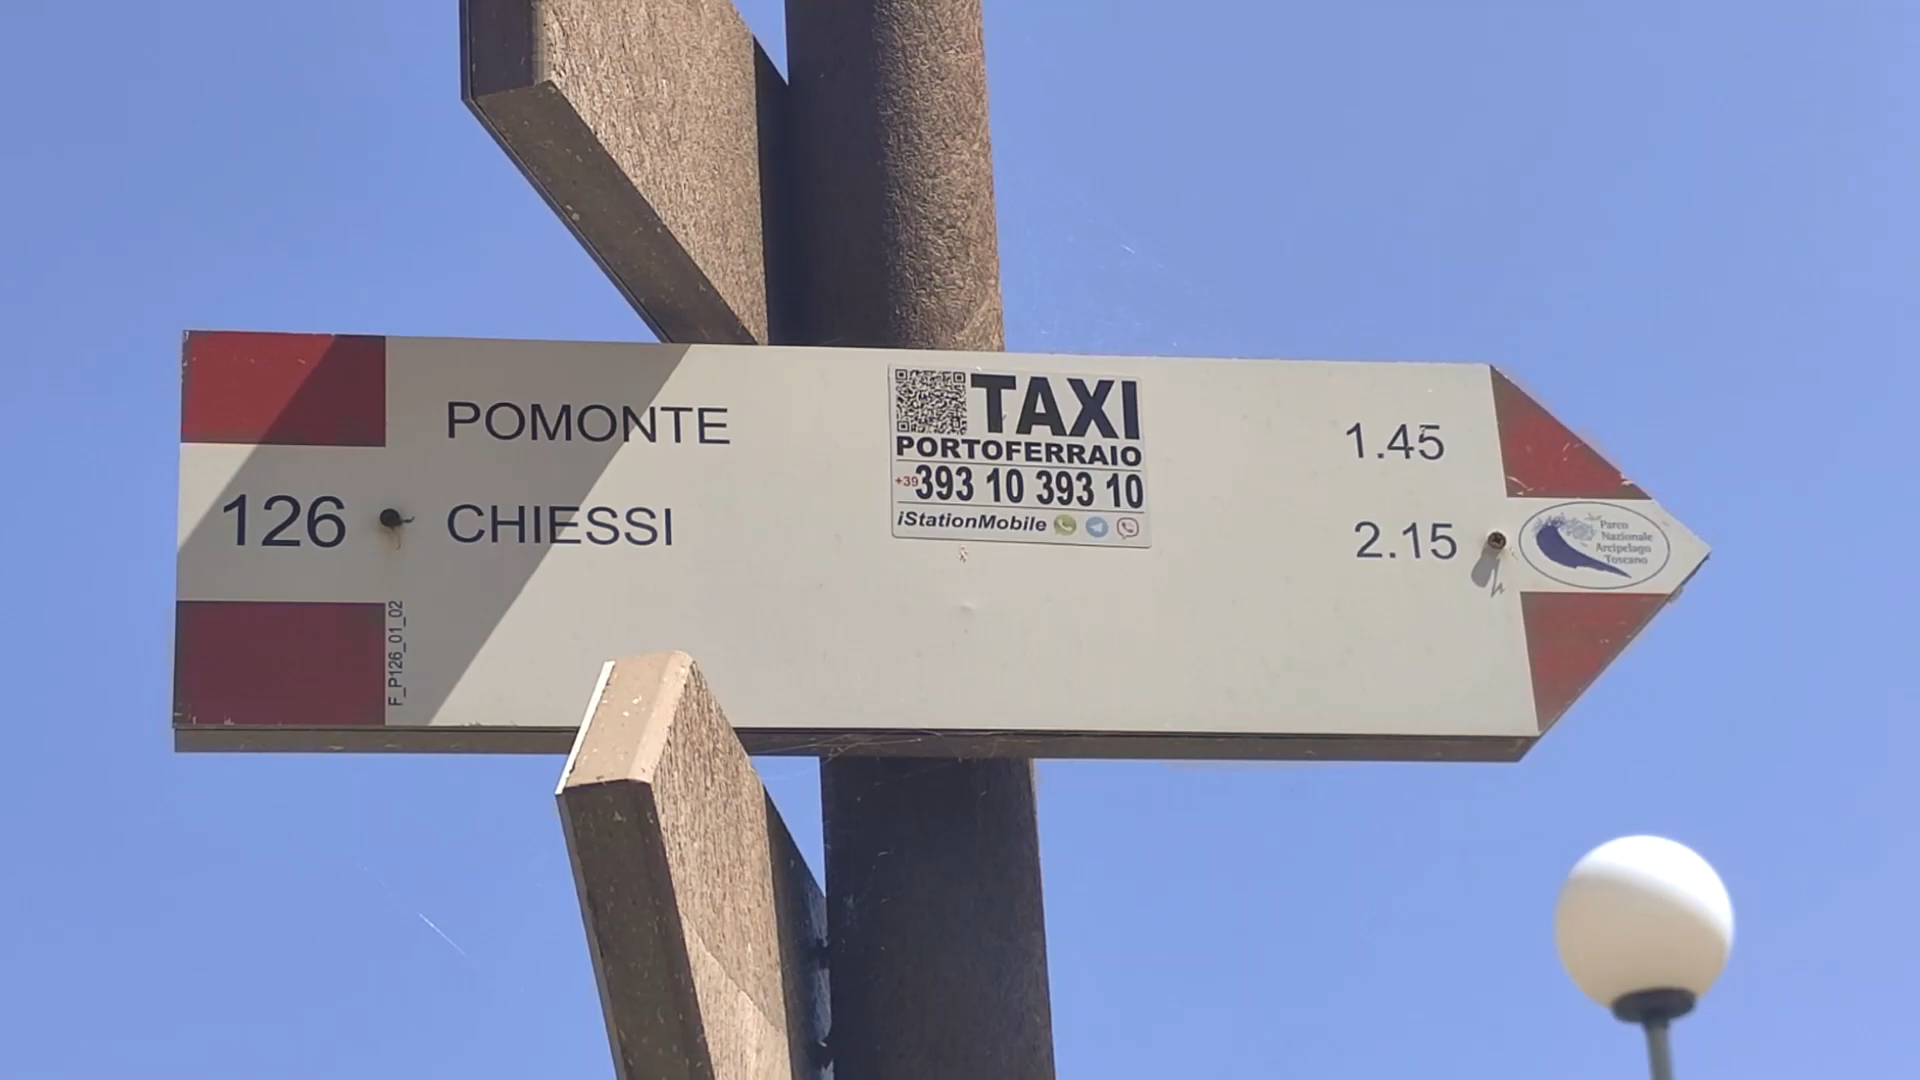 POMONTE
1.45
126
CHIESSI
2.15
F_P126_01_02
TAXI
PORTOFERRAIO
+39 393 10 393 10
iStationMobile
Parco
Nazionale
Arcipelago
Toscano